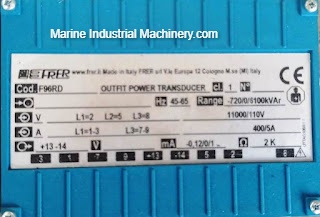 Marine Industrial Machinery.com
FRER www.frer.it Made in Italy FRER srl V.le Europa 12 Cologno M.se (MI) Italy
Cod. F96RD OUTFIT POWER TRANSDUCER cl. 1 N°
Hz 45-65 Range -720/0/8100kVAr
V L1=2 L2=5 L3=8 11000/110V
A L1=1-3 L3=7-9 400/5A
+13 -14 V mA -0,12/0/1 Ω 2 K
3 1 7 9 +13 -14 5 2 8